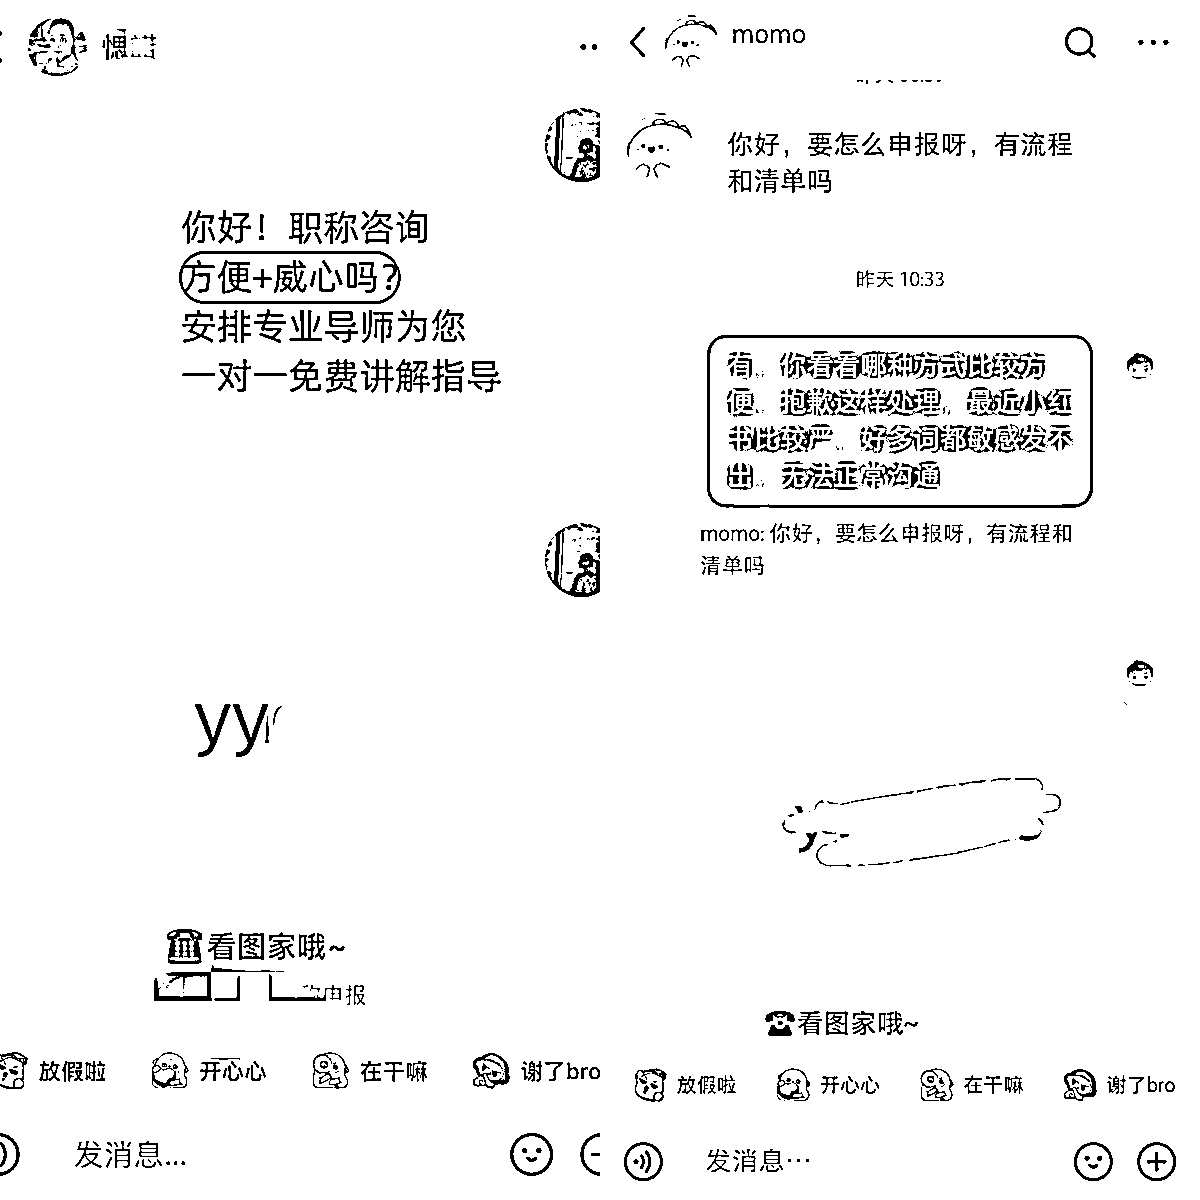 momo
你好，要怎么申报呀，有流程
和清单吗
你好！职称咨询
方便+威心吗？
安排专业导师为您
一对一免费讲解指导
昨天 10:33
有。你看看哪种方式比较方
便。抱歉这样处理，最近小红
书比较严。好多词都敏感发不
出。无法正常沟通
momo: 你好，要怎么申报呀，有流程和
清单吗
yy
看图家哦~
申报
看图家哦~
放假啦
开心心
在干嘛
谢了bro
放假啦
开心心
在干嘛
谢了bro
发消息...
发消息...